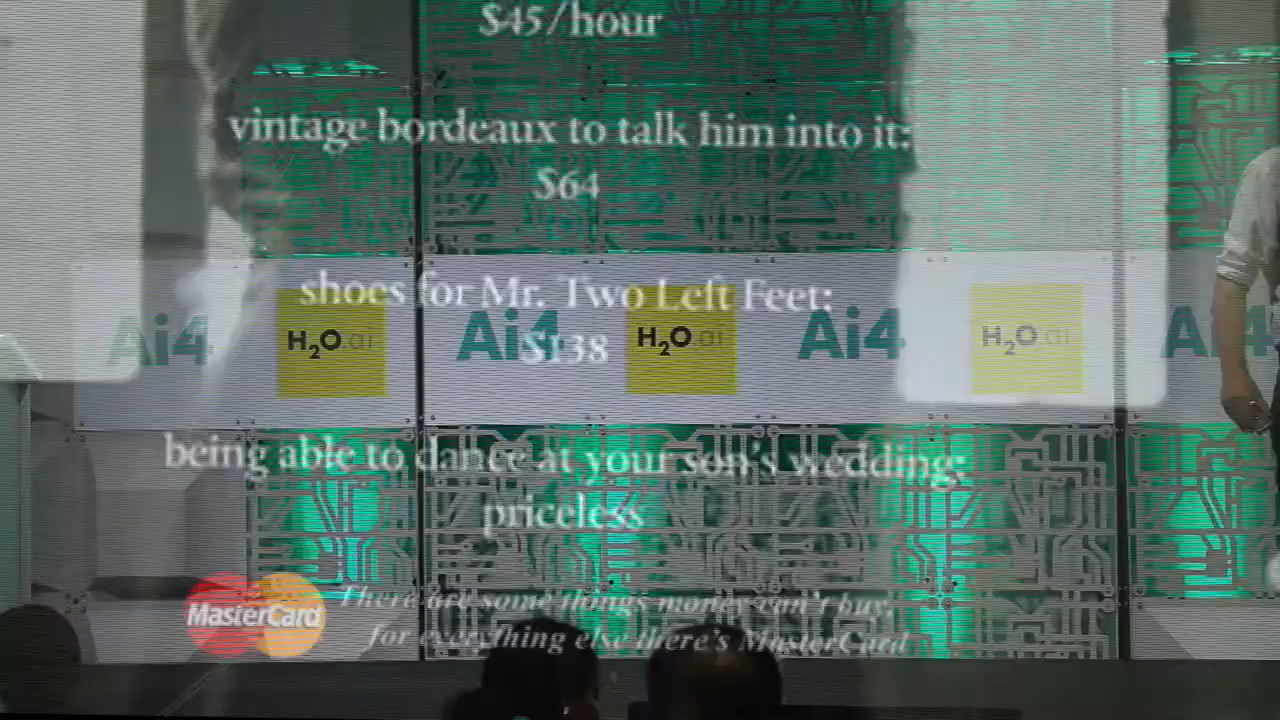 $45/hour
vintage bordeaux to talk him into it:
$64
shoes for Mr. Two Left Feet:
Ai4 H2O.ai Ai4 H2O.ai Ai4 H2O.ai Ai4
$138
being able to dance at your son's wedding:
priceless
MasterCard
There are some things money can't buy,
for everything else there's MasterCard